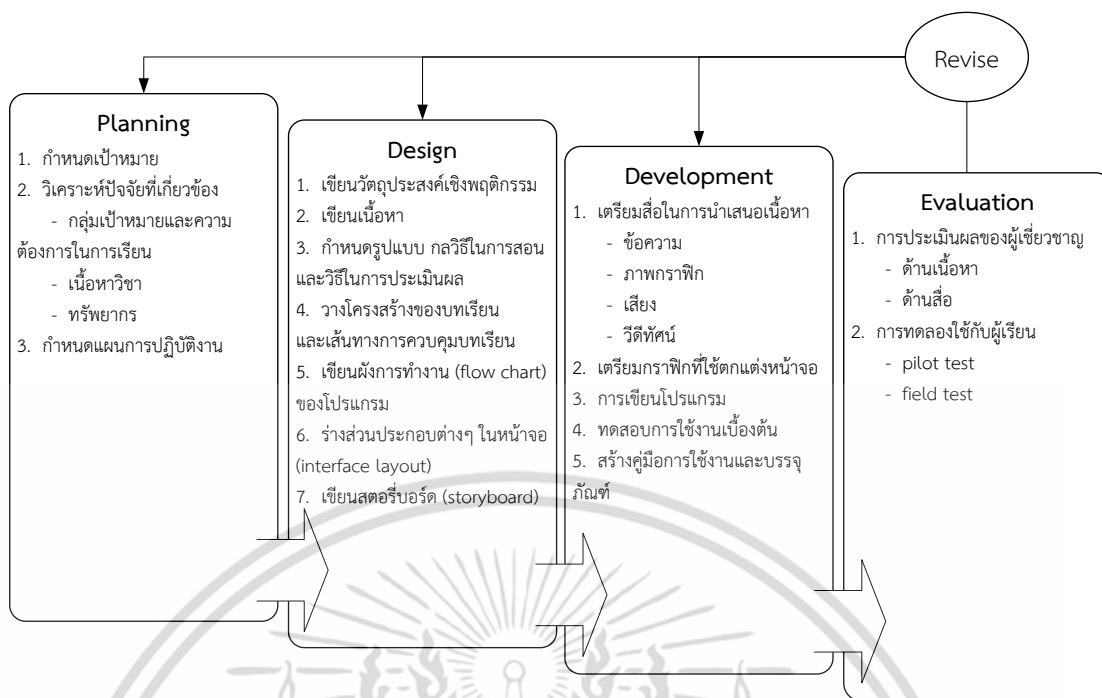 Revise
Planning
1. กำหนดเป้าหมาย
2. วิเคราะห์ปัจจัยที่เกี่ยวข้อง
- กลุ่มเป้าหมายและความ
ต้องการในการเรียน
- เนื้อหาวิชา
- ทรัพยากร
3. กำหนดแผนการปฏิบัติงาน
Design
1. เขียนวัตถุประสงค์เชิงพฤติกรรม
2. เขียนเนื้อหา
3. กำหนดรูปแบบ กลวิธีในการสอน
และวิธีในการประเมินผล
4. วางโครงสร้างของบทเรียน
และเส้นทางการควบคุมบทเรียน
5. เขียนผังการทำงาน (flow chart)
ของโปรแกรม
6. ร่างส่วนประกอบต่างๆ ในหน้าจอ
(interface layout)
7. เขียนสตอรี่บอร์ด (storyboard)
Development
1. เตรียมสื่อในการนำเสนอเนื้อหา
- ข้อความ
- ภาพกราฟิก
- เสียง
- วีดีทัศน์
2. เตรียมกราฟิกที่ใช้ตกแต่งหน้าจอ
3. การเขียนโปรแกรม
4. ทดสอบการใช้งานเบื้องต้น
5. สร้างคู่มือการใช้งานและบรรจุ
ภัณฑ์
Evaluation
1. การประเมินผลของผู้เชี่ยวชาญ
- ด้านเนื้อหา
- ด้านสื่อ
2. การทดลองใช้กับผู้เรียน
- pilot test
- field test